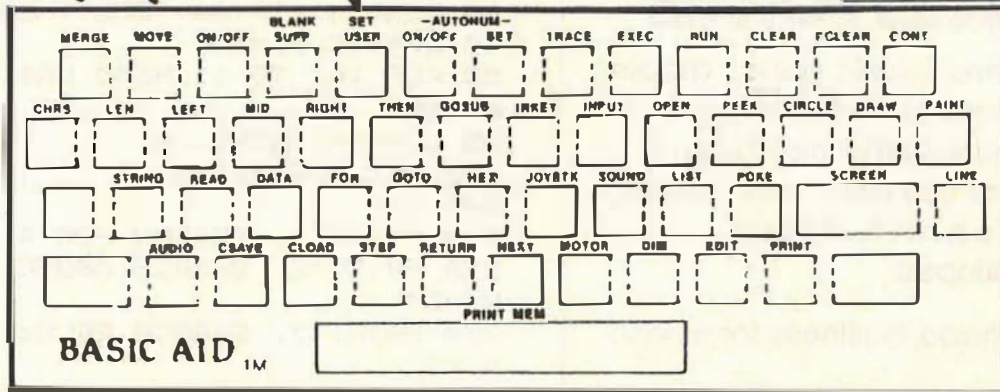 BLANK SET -AUTONUM-
MERGE MOVE ON/OFF SUPP USER ON/OFF SET TRACE EXEC RUN CLEAR FCLEAR CONT
CHRS LEN LEFT MID RIGHT THEN GOSUB INKEY INPUT OPEN PEEK CIRCLE DRAW PAINT
STRING READ DATA FOR GOTO HEX JOYSTK SOUND LIST POKE SCREEN LINE
AUDIO CSAVE CLOAD STEP RETURN NEXT MOTOR DIM EDIT PRINT
PRINT MEM
BASIC AID TM